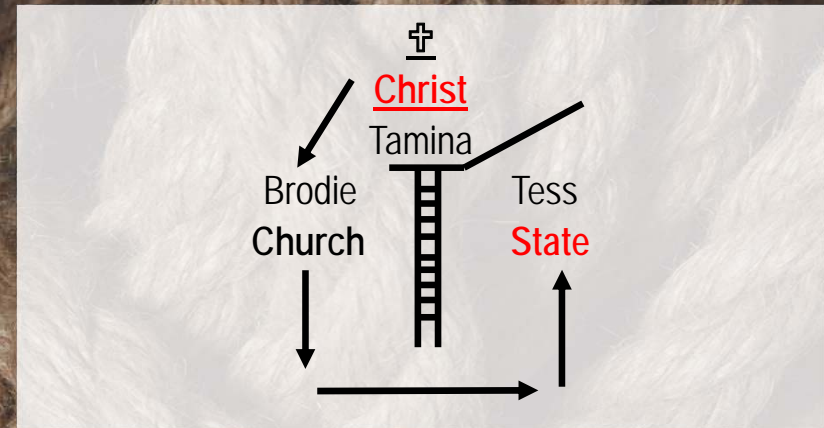 ✞
Christ
Tamina
Brodie
Church
Tess
State